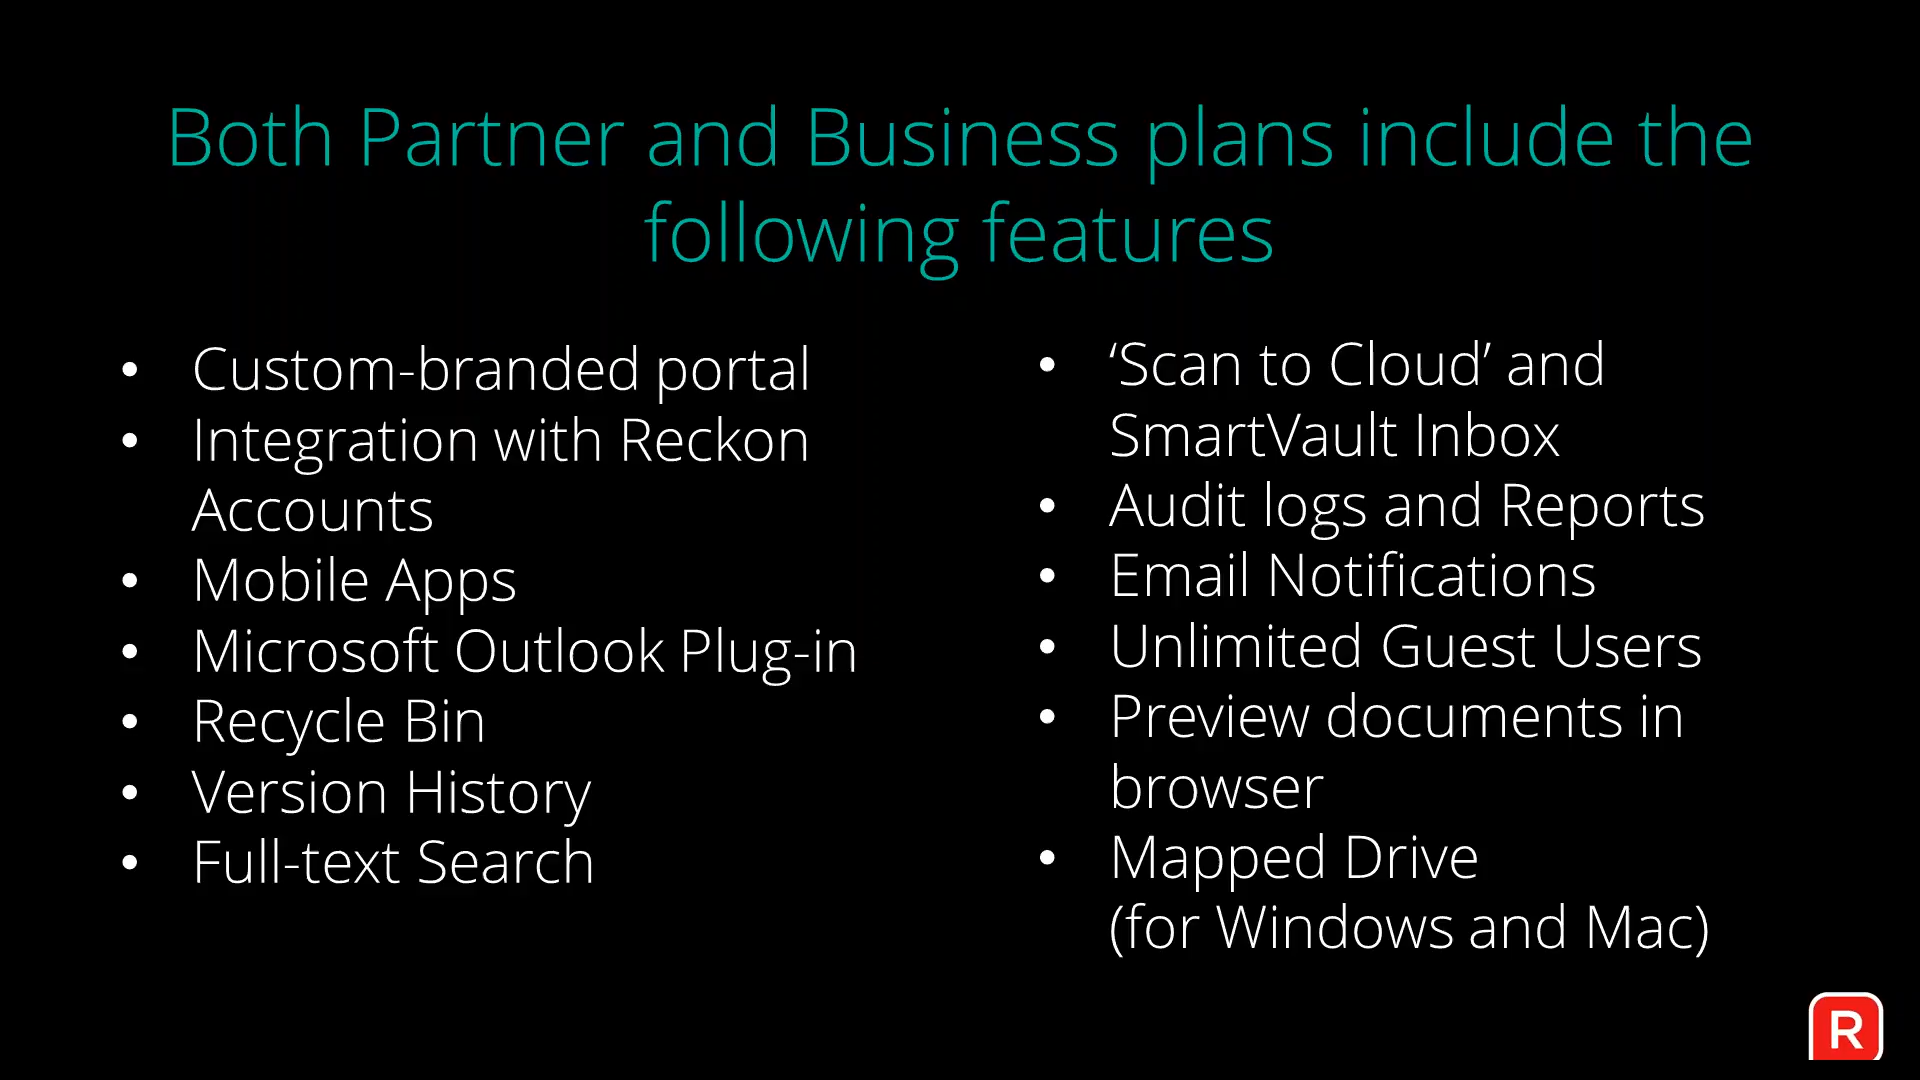 Both Partner and Business plans include the
following features
• Custom-branded portal
• Integration with Reckon
Accounts
• Mobile Apps
• Microsoft Outlook Plug-in
• Recycle Bin
• Version History
• Full-text Search
• ‘Scan to Cloud’ and
SmartVault Inbox
• Audit logs and Reports
• Email Notifications
• Unlimited Guest Users
• Preview documents in
browser
• Mapped Drive
(for Windows and Mac)
R